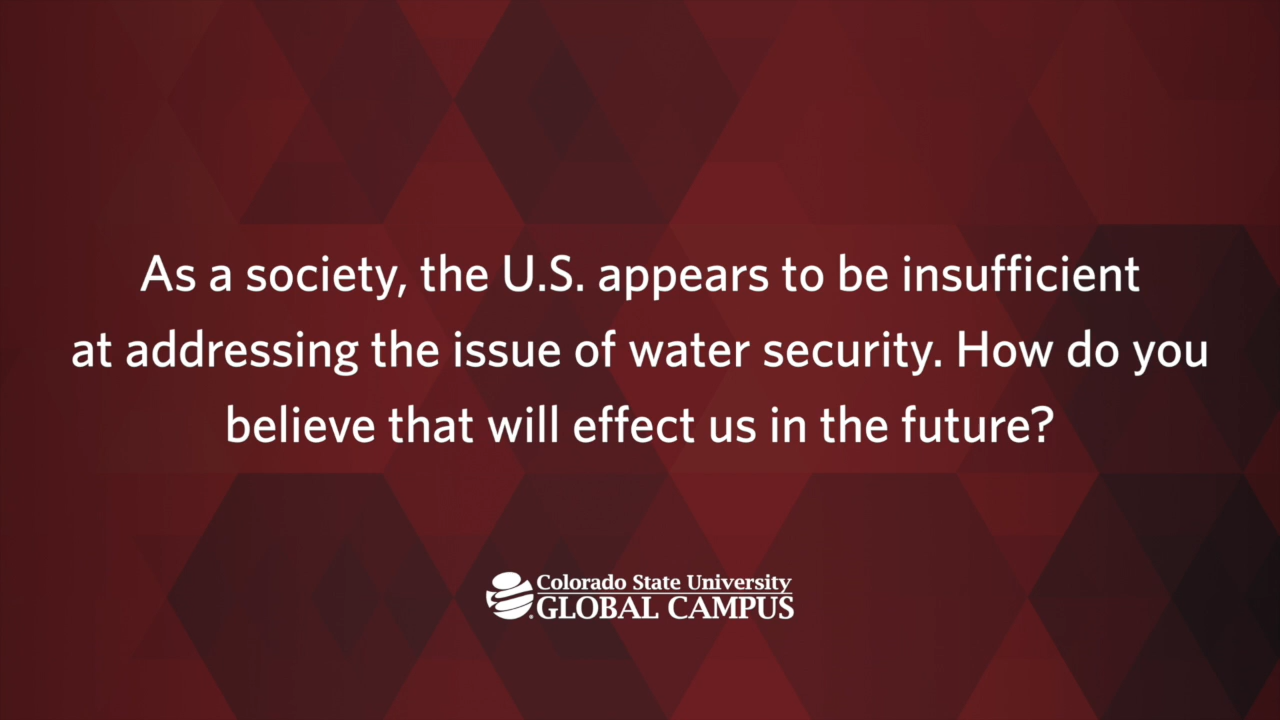 As a society, the U.S. appears to be insufficient
at addressing the issue of water security. How do you
believe that will effect us in the future?
Colorado State University
GLOBAL CAMPUS